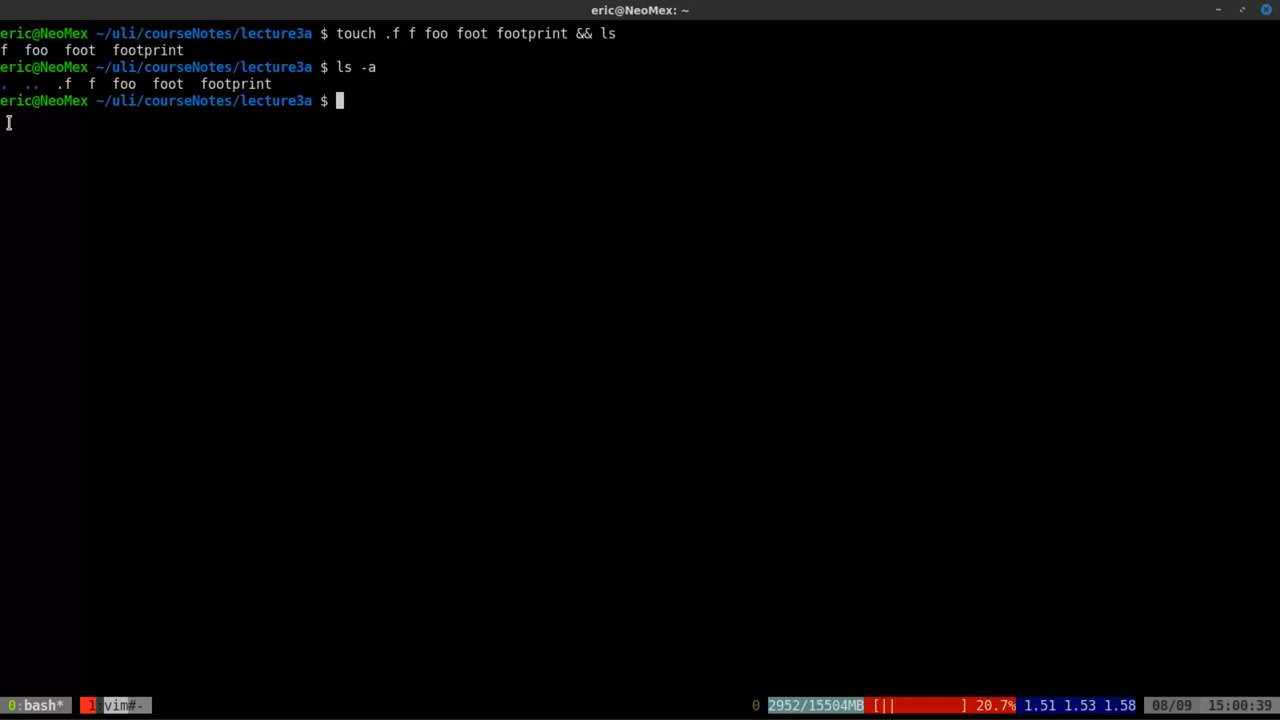 eric@NeoMex: ~
eric@NeoMex ~/uli/courseNotes/lecture3a $ touch .f f foo foot footprint && ls
f  foo  foot  footprint
eric@NeoMex ~/uli/courseNotes/lecture3a $ ls -a
.  ..  .f  f  foo  foot  footprint
eric@NeoMex ~/uli/courseNotes/lecture3a $
0:bash* 1:vim#- 0 2952/15504MB [||        ] 20.7% 1.51 1.53 1.58 08/09 15:00:39